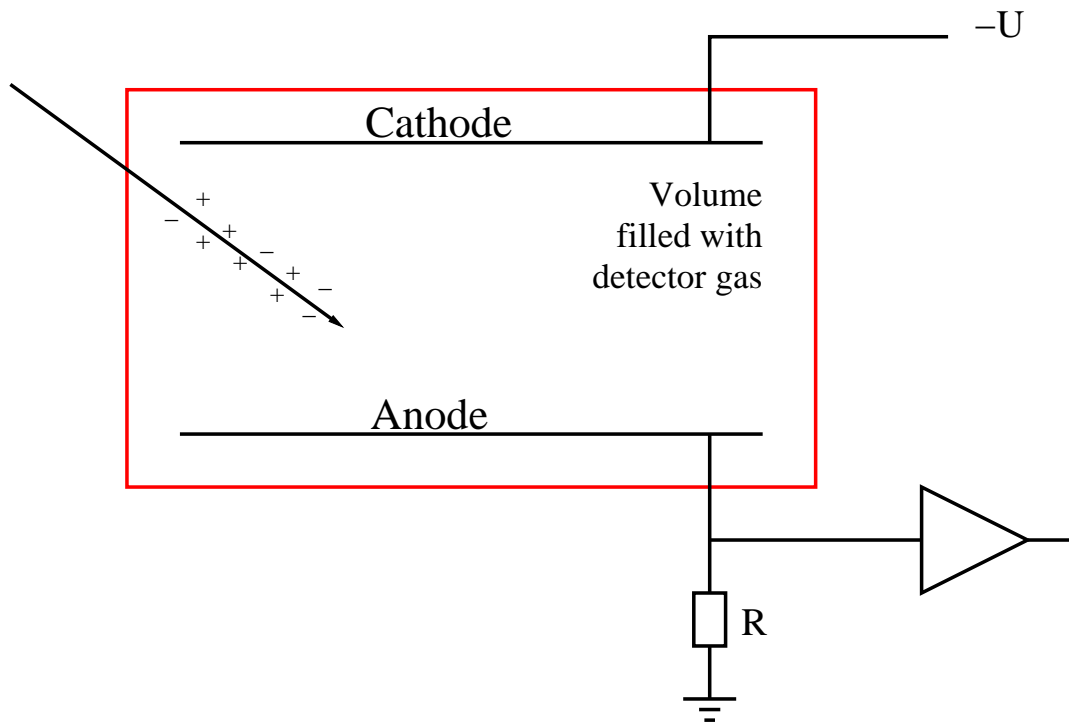 −U
Cathode
Volume
filled with
detector gas
+
−
+
+
−
+
+
−
+
−
Anode
R